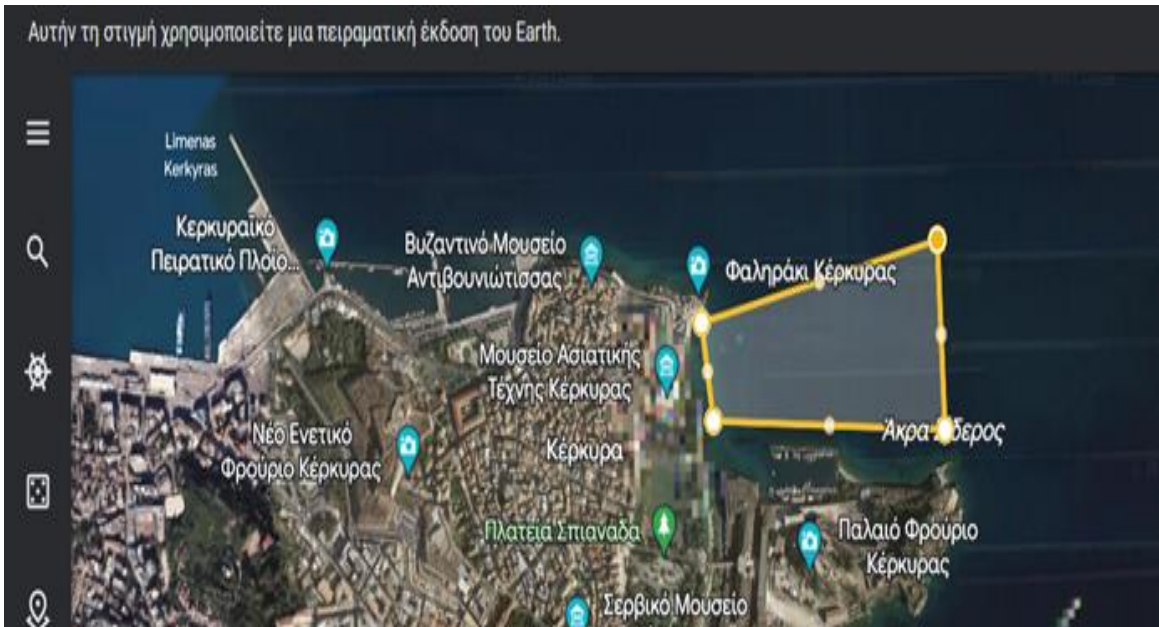 Αυτήν τη στιγμή χρησιμοποιείτε μια πειραματική έκδοση του Earth.
Limenas
Kerkyras
Κερκυραϊκό
Πειρατικό Πλοίο...
Βυζαντινό Μουσείο
Αντιβουνιώτισσας
Φαληράκι Κέρκυρας
Μουσείο Ασιατικής
Τέχνης Κέρκυρας
Άκρα
Νέο Ενετικό
Φρούριο Κέρκυρας
Κέρκυρα
Πλατεία Σπιανάδα
Παλαιό Φρούριο
Κέρκυρας
Σερβικό Μουσείο